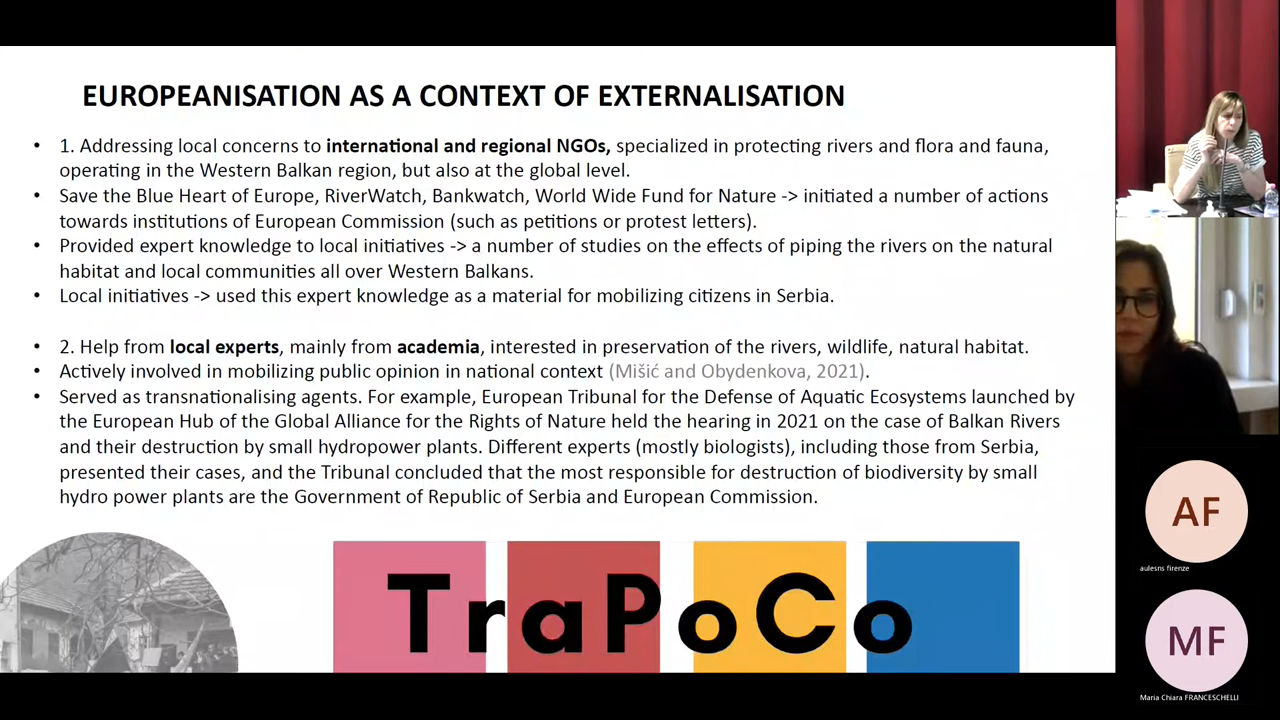 EUROPEANISATION AS A CONTEXT OF EXTERNALISATION
• 1. Addressing local concerns to international and regional NGOs, specialized in protecting rivers and flora and fauna,
operating in the Western Balkan region, but also at the global level.
• Save the Blue Heart of Europe, RiverWatch, Bankwatch, World Wide Fund for Nature -> initiated a number of actions
towards institutions of European Commission (such as petitions or protest letters).
• Provided expert knowledge to local initiatives -> a number of studies on the effects of piping the rivers on the natural
habitat and local communities all over Western Balkans.
• Local initiatives -> used this expert knowledge as a material for mobilizing citizens in Serbia.
• 2. Help from local experts, mainly from academia, interested in preservation of the rivers, wildlife, natural habitat.
• Actively involved in mobilizing public opinion in national context (Mišić and Obydenkova, 2021).
• Served as transnationalising agents. For example, European Tribunal for the Defense of Aquatic Ecosystems launched by
the European Hub of the Global Alliance for the Rights of Nature held the hearing in 2021 on the case of Balkan Rivers
and their destruction by small hydropower plants. Different experts (mostly biologists), including those from Serbia,
presented their cases, and the Tribunal concluded that the most responsible for destruction of biodiversity by small
hydro power plants are the Government of Republic of Serbia and European Commission.
TraPoCo
AF
aulesns firenze
MF
Maria Chiara FRANCESCHELLI